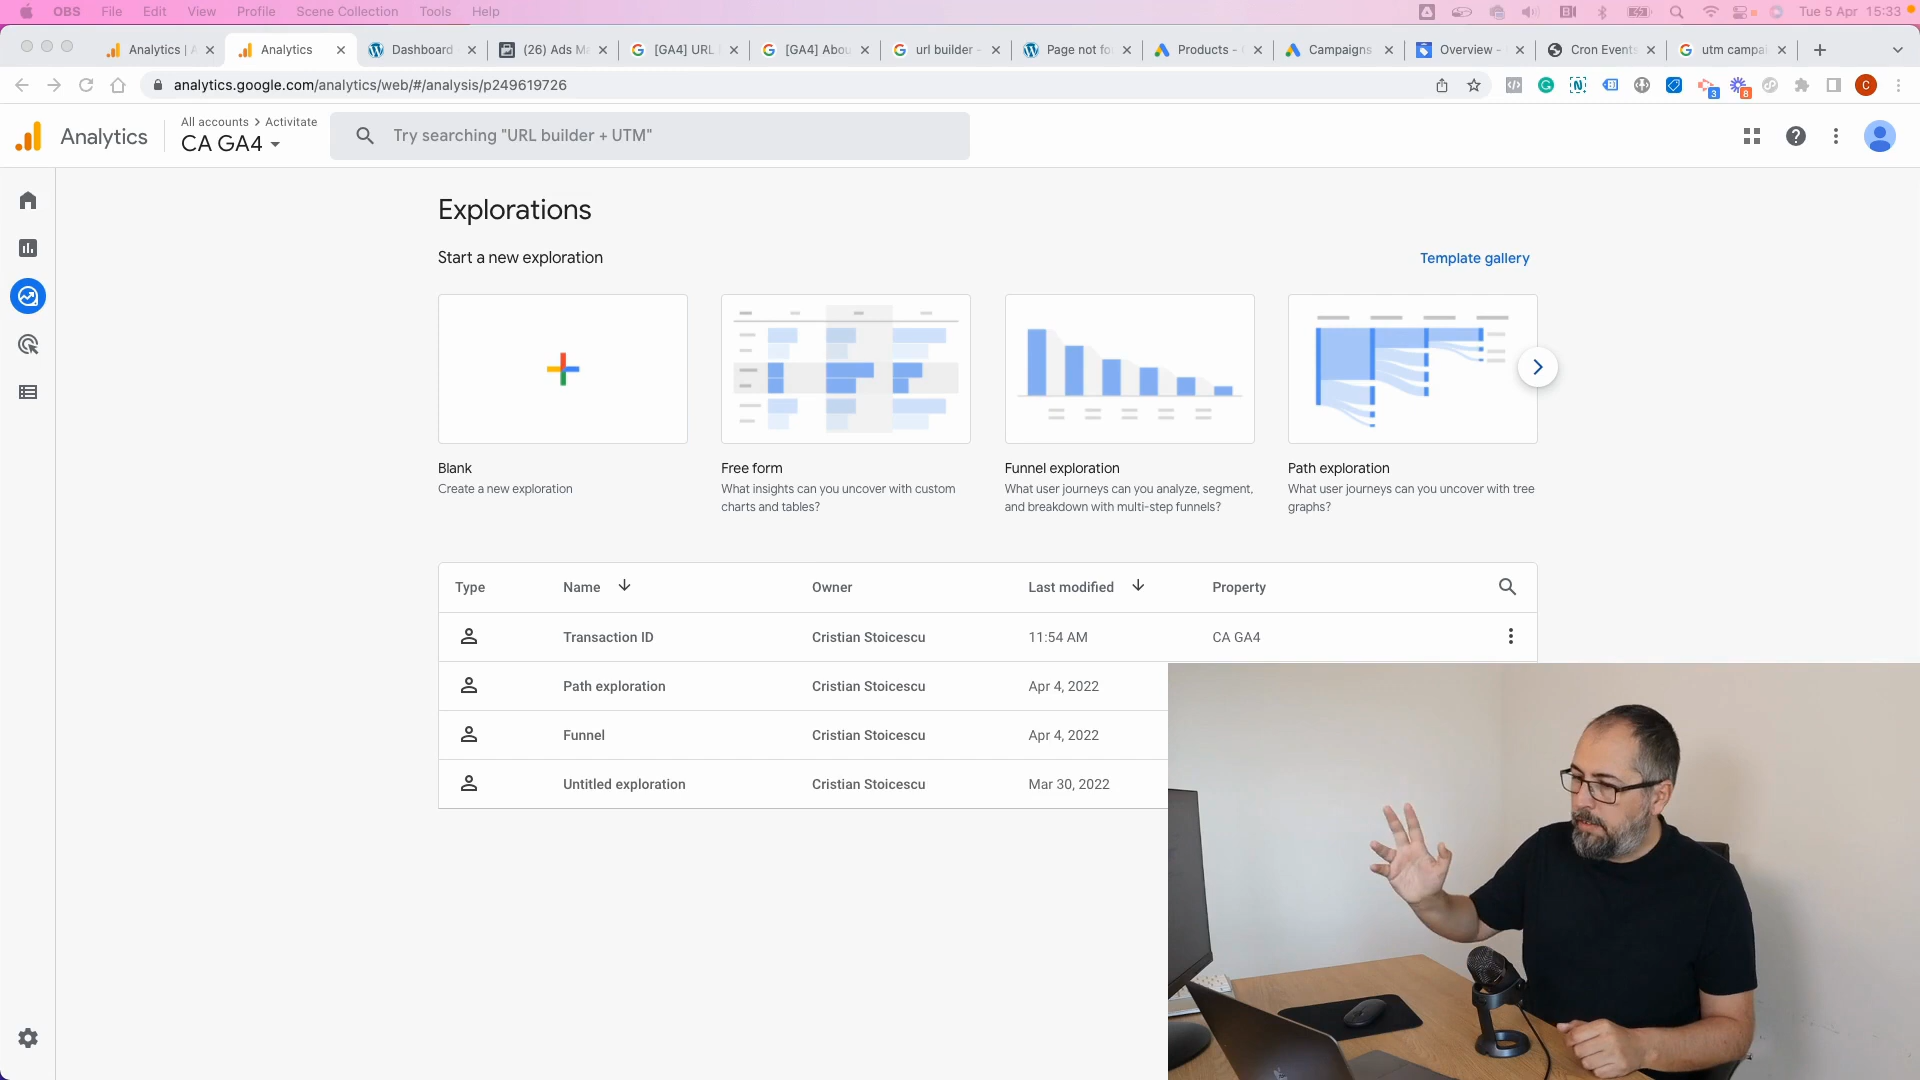 OBS File Edit View Profile Scene Collection Tools Help Tue 5 Apr 15:33
Analytics | Analytics Dashboard (26) Ads Ma [GA4] URL [GA4] Abou url builder - Page not fo Products - Campaigns Overview - Cron Events utm campai
analytics.google.com/analytics/web/#/analysis/p249619726
3 8 C
Analytics
All accounts > Activitate
CA GA4
Try searching "URL builder + UTM"
Explorations
Start a new exploration
Template gallery
Blank
Create a new exploration
Free form
What insights can you uncover with custom
charts and tables?
Funnel exploration
What user journeys can you analyze, segment,
and breakdown with multi-step funnels?
Path exploration
What user journeys can you uncover with tree
graphs?
Type Name Owner Last modified Property
Transaction ID Cristian Stoicescu 11:54 AM CA GA4
Path exploration Cristian Stoicescu Apr 4, 2022
Funnel Cristian Stoicescu Apr 4, 2022
Untitled exploration Cristian Stoicescu Mar 30, 2022